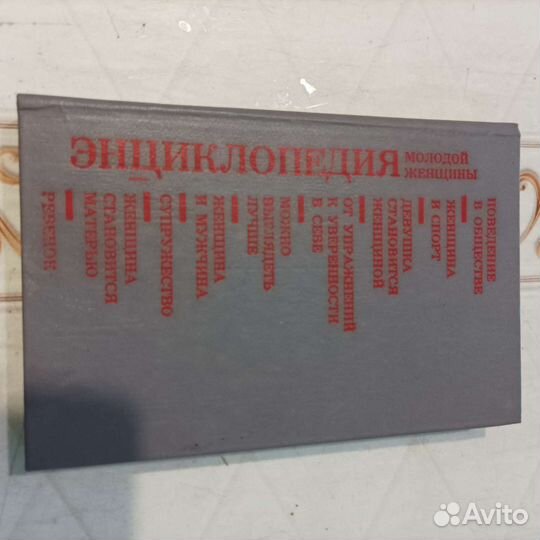 ЭНЦИКЛОПЕДИЯ
МОЛОДОЙ
ЖЕНЩИНЫ
ПОВЕДЕНИЕ
В ОБЩЕСТВЕ
ЖЕНЩИНА
И СПОРТ
ДЕВУШКА
СТАНОВИТСЯ
ЖЕНЩИНОЙ
ОТ УПРАЖНЕНИЙ
К УВЕРЕННОСТИ
В СЕБЕ
МОЖНО
ВЫГЛЯДЕТЬ
ЛУЧШЕ
ЖЕНЩИНА
И МУЖЧИНА
СУПРУЖЕСТВО
ЖЕНЩИНА
СТАНОВИТСЯ
МАТЕРЬЮ
РЕБЕНОК
Avito